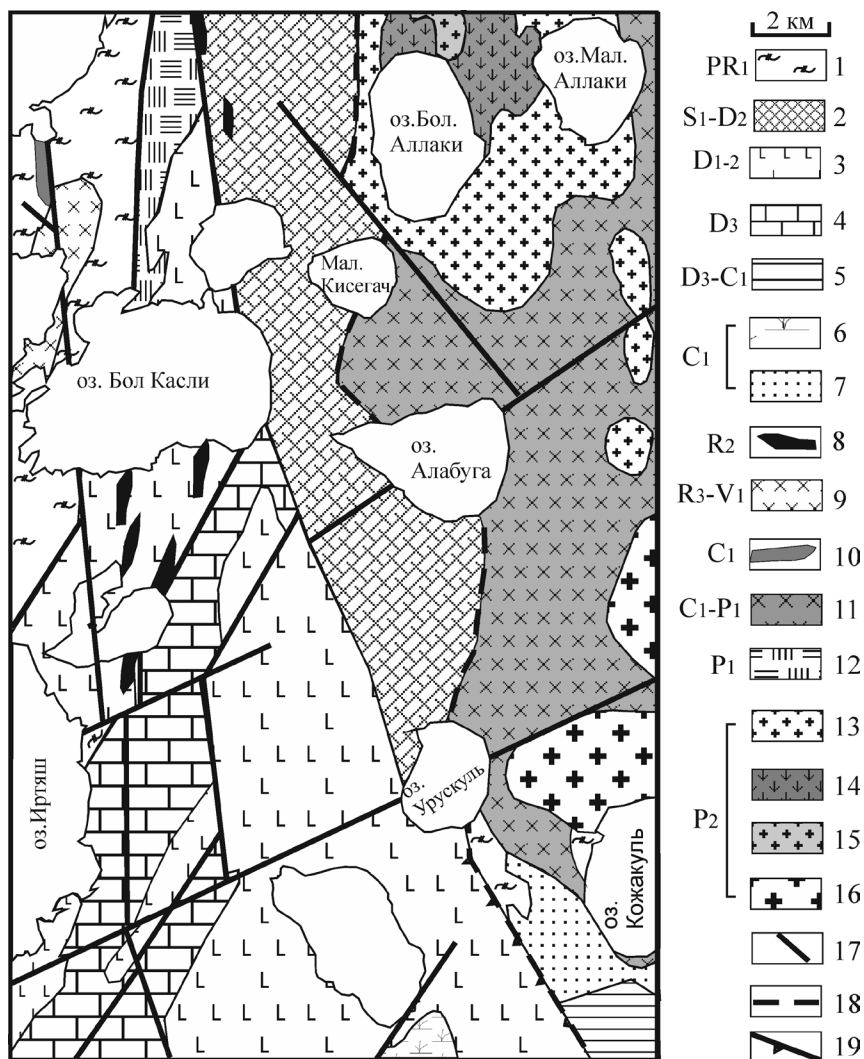 оз. Мал.
Аллаки
оз.Бол.
Аллаки
Мал.
Кисегач
оз. Бол Касли
оз.
Алабуга
оз.Иртяш
оз.
Урускуль
оз.
Кожакуль
2 км
PR1 1
S1-D2 2
D1-2 3
D3 4
D3-C1 5
C1
6
7
R2 8
R3-V1 9
C1 10
C1-P1 11
P1 12
P2
13
14
15
16
17
18
19